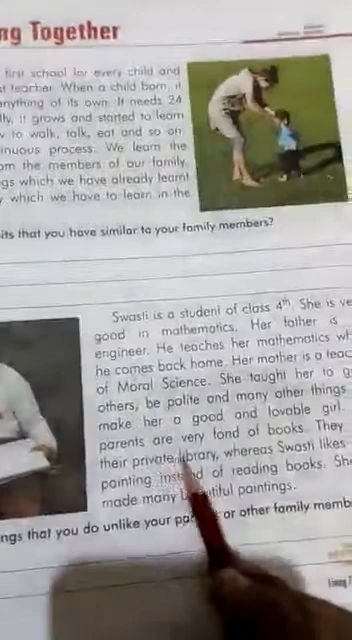 ng Together
first school for every child and
st teacher. When a child born, it
anything of its own. It needs 24
lly, it grows and started to learn
to walk, talk, eat and so on.
inuous process. We learn the
om the members of our family.
gs which we have already learnt
which we have to learn in the
its that you have similar to your family members?
Swasti is a student of class 4th. She is ve
good in mathematics. Her father is
engineer. He teaches her mathematics wh
he comes back home. Her mother is a teac
of Moral Science. She taught her to g
others, be polite and many other things
make her a good and lovable girl.
parents are very fond of books. They
their private library, whereas Swasti likes
painting instead of reading books. She
made many beautiful paintings.
ngs that you do unlike your or other family memb
Living T